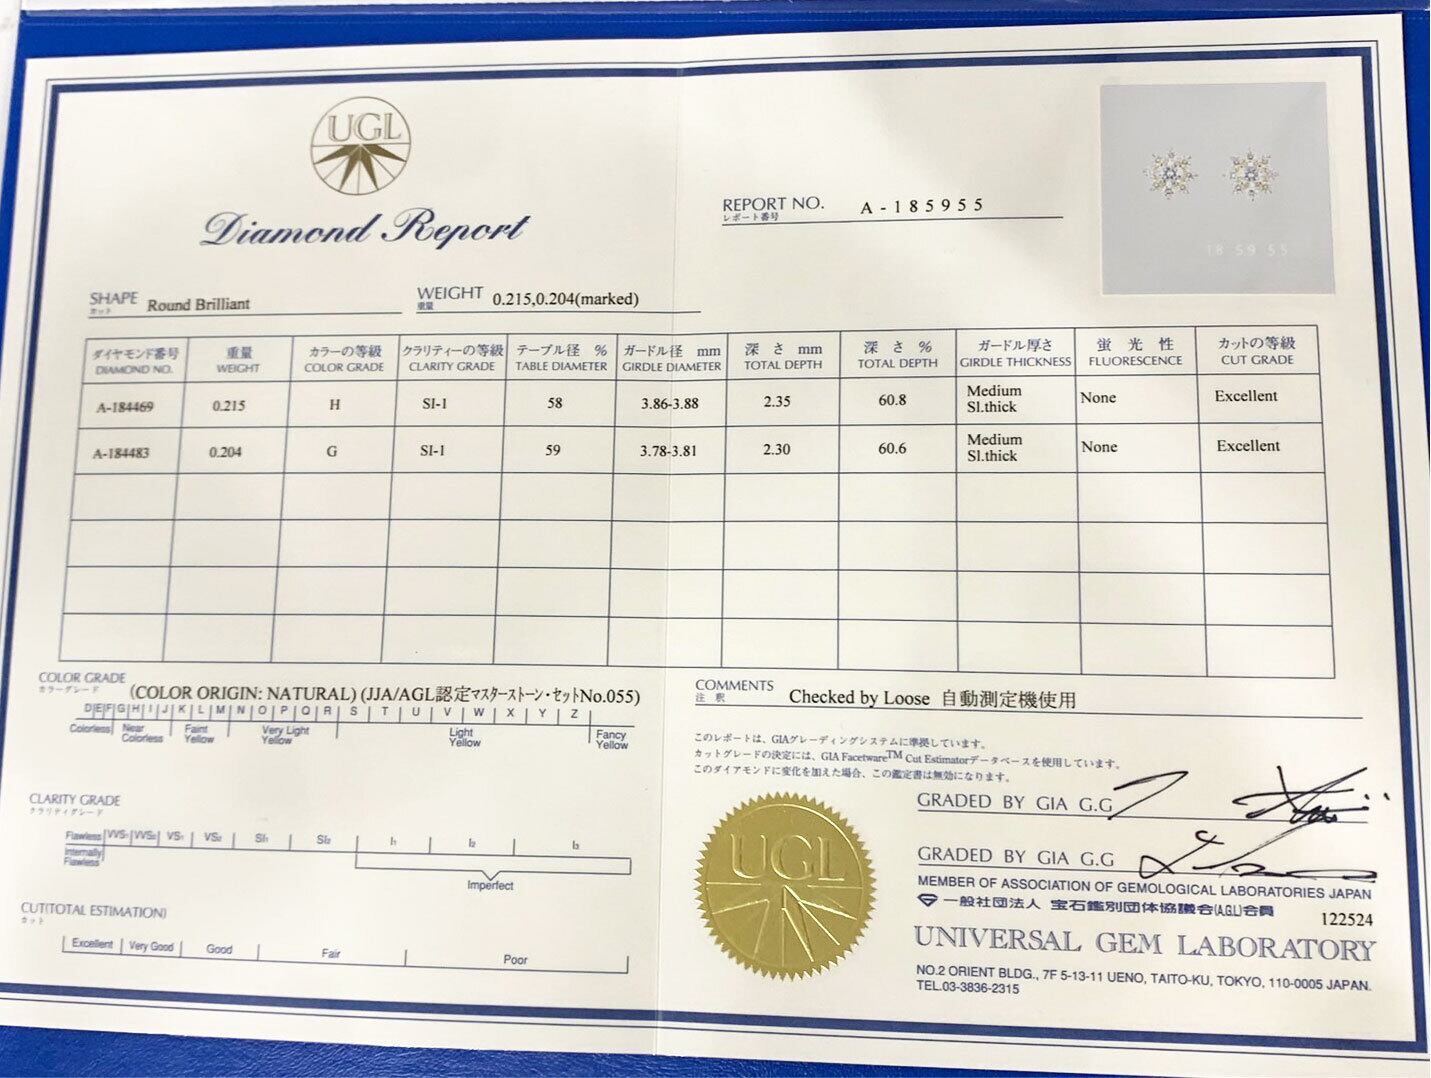 UGL
Diamond Report
REPORT NO. A-185955
レポート番号
18 59 55
SHAPE Round Brilliant
カット
WEIGHT 0.215,0.204(marked)
重量
ダイヤモンド番号 重量 カラーの等級 クラリティーの等級 テーブル径 % ガードル径 mm 深さ mm 深さ % ガードル厚さ 蛍光性 カットの等級
DIAMOND NO. WEIGHT COLOR GRADE CLARITY GRADE TABLE DIAMETER GIRDLE DIAMETER TOTAL DEPTH TOTAL DEPTH GIRDLE THICKNESS FLUORESCENCE CUT GRADE
A-184469 0.215 H SI-1 58 3.86-3.88 2.35 60.8 Medium Sl.thick None Excellent
A-184483 0.204 G SI-1 59 3.78-3.81 2.30 60.6 Medium Sl.thick None Excellent
COLOR GRADE
カラーグレード (COLOR ORIGIN: NATURAL) (JJA/AGL認定マスターストーン・セットNo.055)
D E F G H I J K L M N O P Q R S T U V W X Y Z
Colorless Near Colorless Faint Yellow Very Light Yellow Light Yellow Fancy Yellow
CLARITY GRADE
クラリティグレード
Flawless VVS1 VVS2 VS1 VS2 SI1 SI2 I1 I2 I3
Internally Flawless
Imperfect
CUT(TOTAL ESTIMATION)
カット
Excellent Very Good Good Fair Poor
COMMENTS Checked by Loose 自動測定機使用
注釈
このレポートは、GIAグレーディングシステムに準拠しています。
カットグレードの決定には、GIA Facetware™ Cut Estimatorデータベースを使用しています。
このダイヤモンドに変化を加えた場合、この鑑定書は無効になります。
UGL
GRADED BY GIA G.G
GRADED BY GIA G.G
MEMBER OF ASSOCIATION OF GEMOLOGICAL LABORATORIES JAPAN
一般社団法人 宝石鑑別団体協議会(A.G.L)会員
122524
UNIVERSAL GEM LABORATORY
NO.2 ORIENT BLDG., 7F 5-13-11 UENO, TAITO-KU, TOKYO, 110-0005 JAPAN.
TEL.03-3836-2315